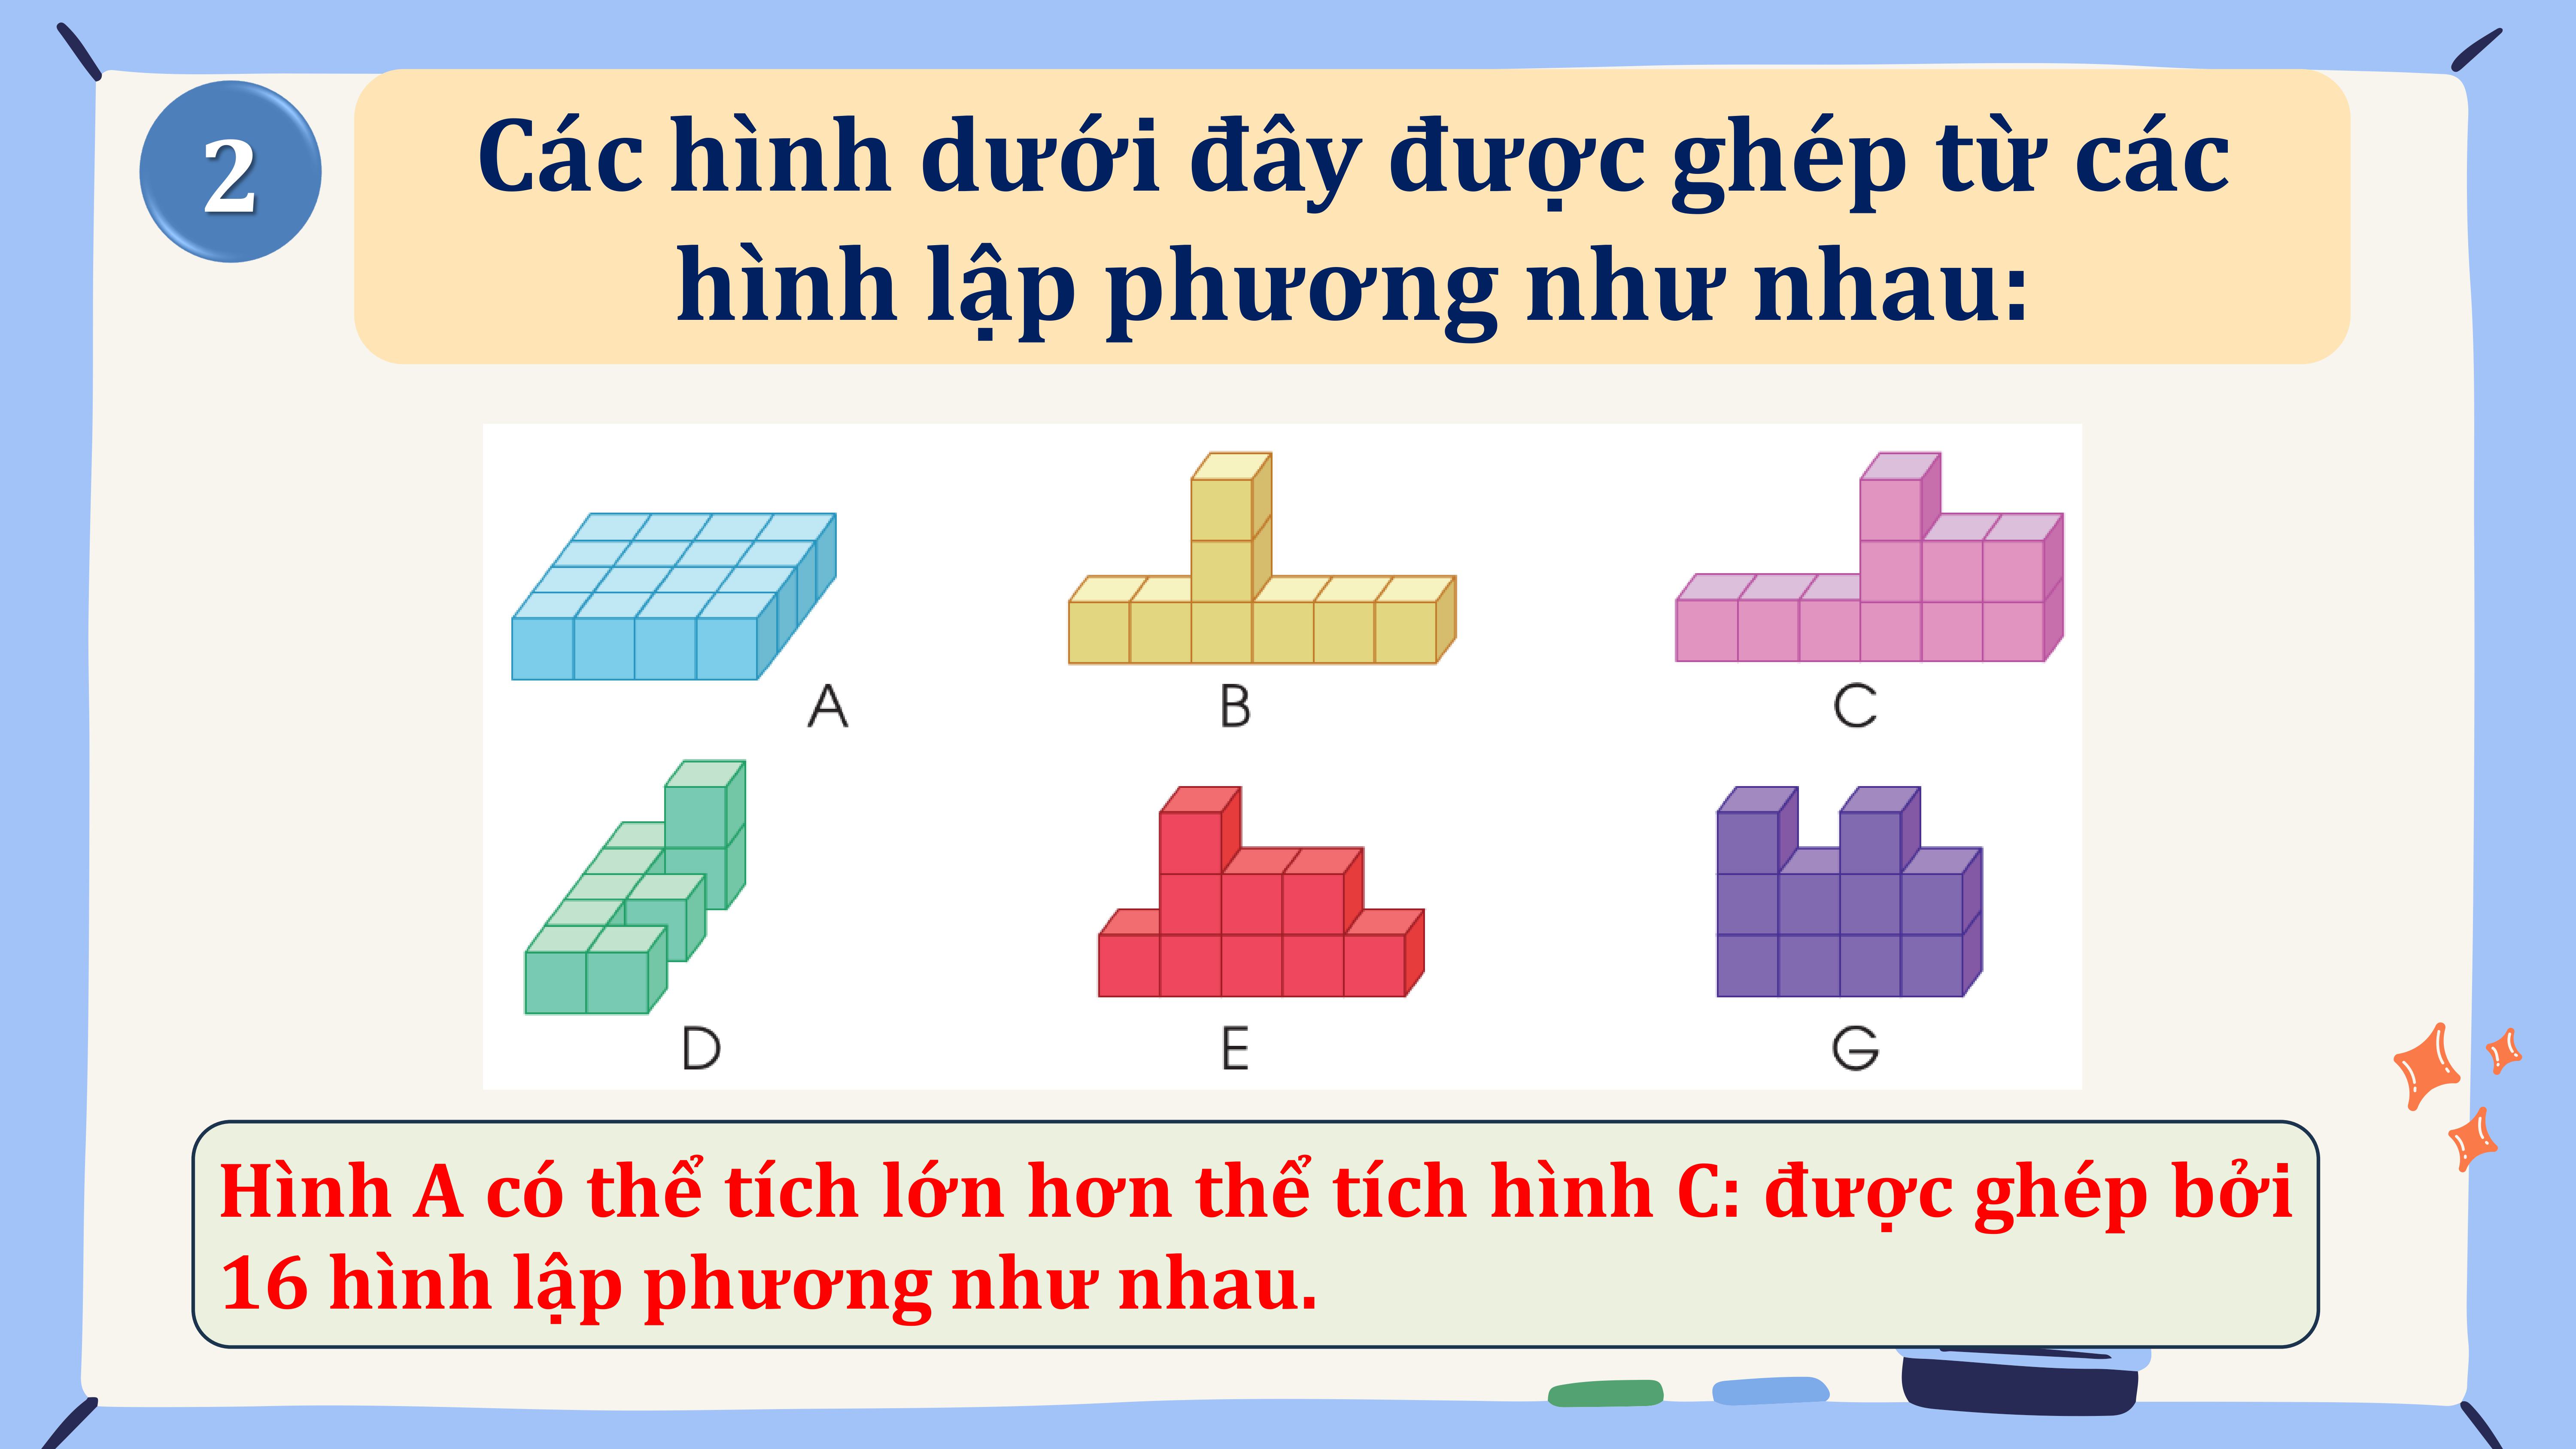 2
Các hình dưới đây được ghép từ các
hình lập phương như nhau:
A
B
C
D
E
G
Hình A có thể tích lớn hơn thể tích hình C: được ghép bởi
16 hình lập phương như nhau.